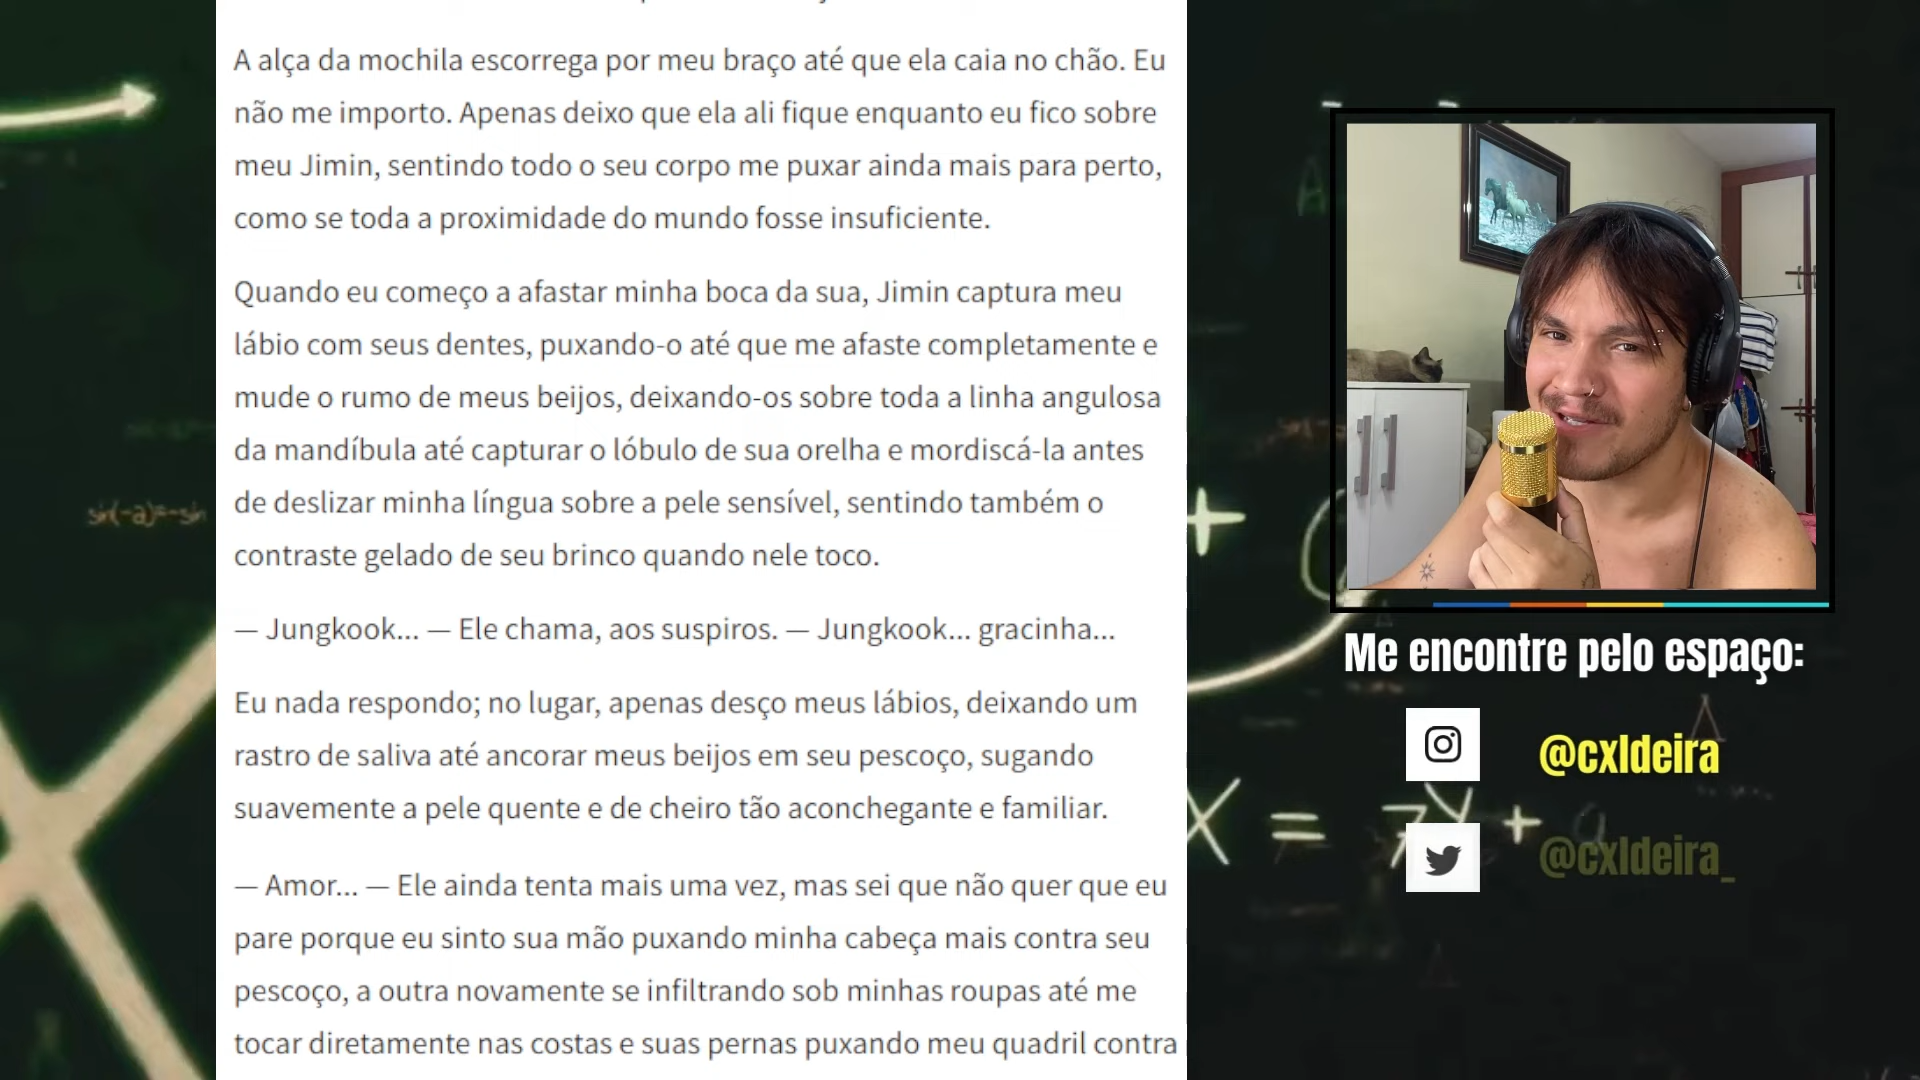 A alça da mochila escorrega por meu braço até que ela caia no chão. Eu
não me importo. Apenas deixo que ela ali fique enquanto eu fico sobre
meu Jimin, sentindo todo o seu corpo me puxar ainda mais para perto,
como se toda a proximidade do mundo fosse insuficiente.
Quando eu começo a afastar minha boca da sua, Jimin captura meu
lábio com seus dentes, puxando-o até que me afaste completamente e
mude o rumo de meus beijos, deixando-os sobre toda a linha angulosa
da mandíbula até capturar o lóbulo de sua orelha e mordiscá-la antes
de deslizar minha língua sobre a pele sensível, sentindo também o
contraste gelado de seu brinco quando nele toco.
— Jungkook... — Ele chama, aos suspiros. — Jungkook... gracinha...
Eu nada respondo; no lugar, apenas desço meus lábios, deixando um
rastro de saliva até ancorar meus beijos em seu pescoço, sugando
suavemente a pele quente e de cheiro tão aconchegante e familiar.
— Amor... — Ele ainda tenta mais uma vez, mas sei que não quer que eu
pare porque eu sinto sua mão puxando minha cabeça mais contra seu
pescoço, a outra novamente se infiltrando sob minhas roupas até me
tocar diretamente nas costas e suas pernas puxando meu quadril contra
sin(-a)=-sin
Me encontre pelo espaço:
@cxldeira
X = 7Y +
@cxldeira_